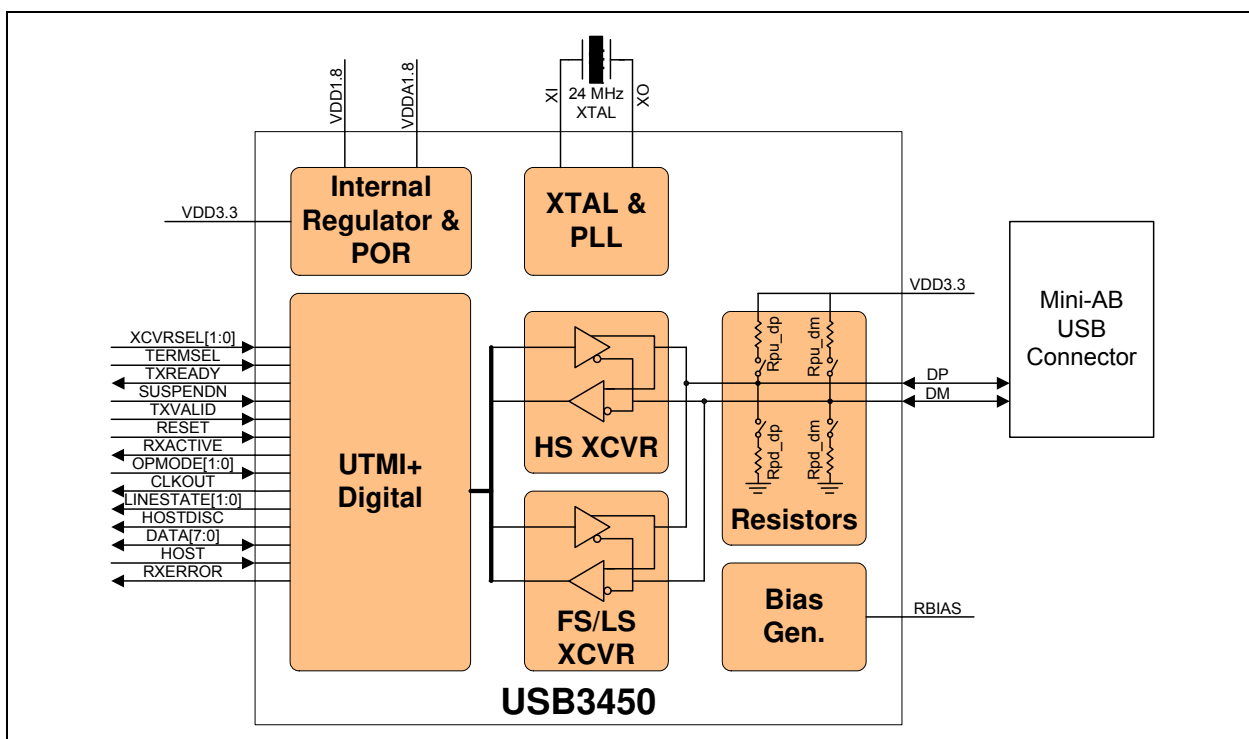 VDD1.8
VDDA1.8
XI
24 MHz
XTAL
XO
Internal
Regulator &
POR
XTAL &
PLL
VDD3.3
VDD3.3
Mini-AB
USB
Connector
XCVRSEL[1:0]
TERMSEL
TXREADY
SUSPENDN
TXVALID
RESET
RXACTIVE
OPMODE[1:0]
CLKOUT
LINESTATE[1:0]
HOSTDISC
DATA[7:0]
HOST
RXERROR
UTMI+
Digital
HS XCVR
FS/LS
XCVR
Rpu_dp
Rpu_dm
Rpd_dp
Rpd_dm
Resistors
DP
DM
Bias
Gen.
RBIAS
USB3450